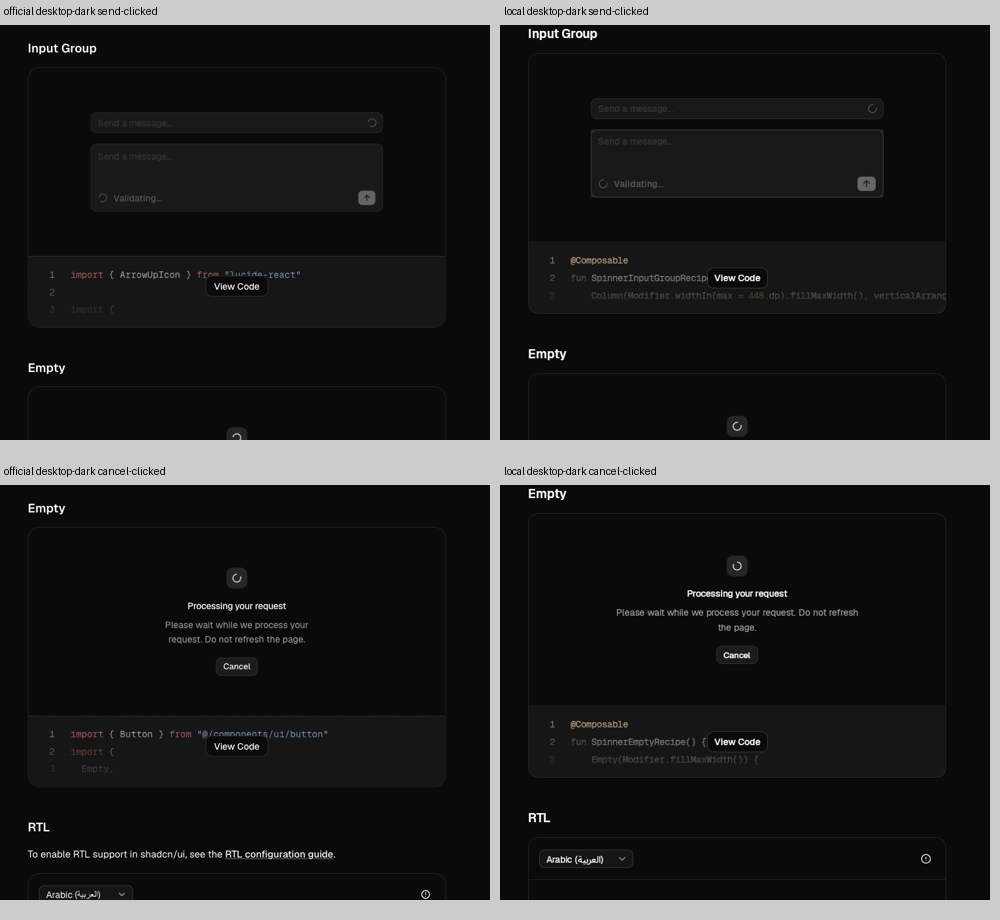 official desktop-dark send-clicked
Input Group
Send a message...
Send a message...
Validating...
1 import { ArrowUpIcon } from "lucide-react"
2
3 import {
View Code
Empty
local desktop-dark send-clicked
Input Group
Send a message...
Send a message...
Validating...
1 @Composable
2 fun SpinnerInputGroupRecip
3 Column(Modifier.widthIn(max = 448.dp).fillMaxWidth(), verticalArrang
View Code
Empty
official desktop-dark cancel-clicked
Empty
Processing your request
Please wait while we process your
request. Do not refresh the page.
Cancel
1 import { Button } from "@/components/ui/button"
2 import {
3 Empty,
View Code
RTL
To enable RTL support in shadcn/ui, see the RTL configuration guide.
Arabic (العربية)
local desktop-dark cancel-clicked
Empty
Processing your request
Please wait while we process your request. Do not refresh
the page.
Cancel
1 @Composable
2 fun SpinnerEmptyRecipe() {
3 Empty(Modifier.fillMaxWidth()) {
View Code
RTL
Arabic (العربية)